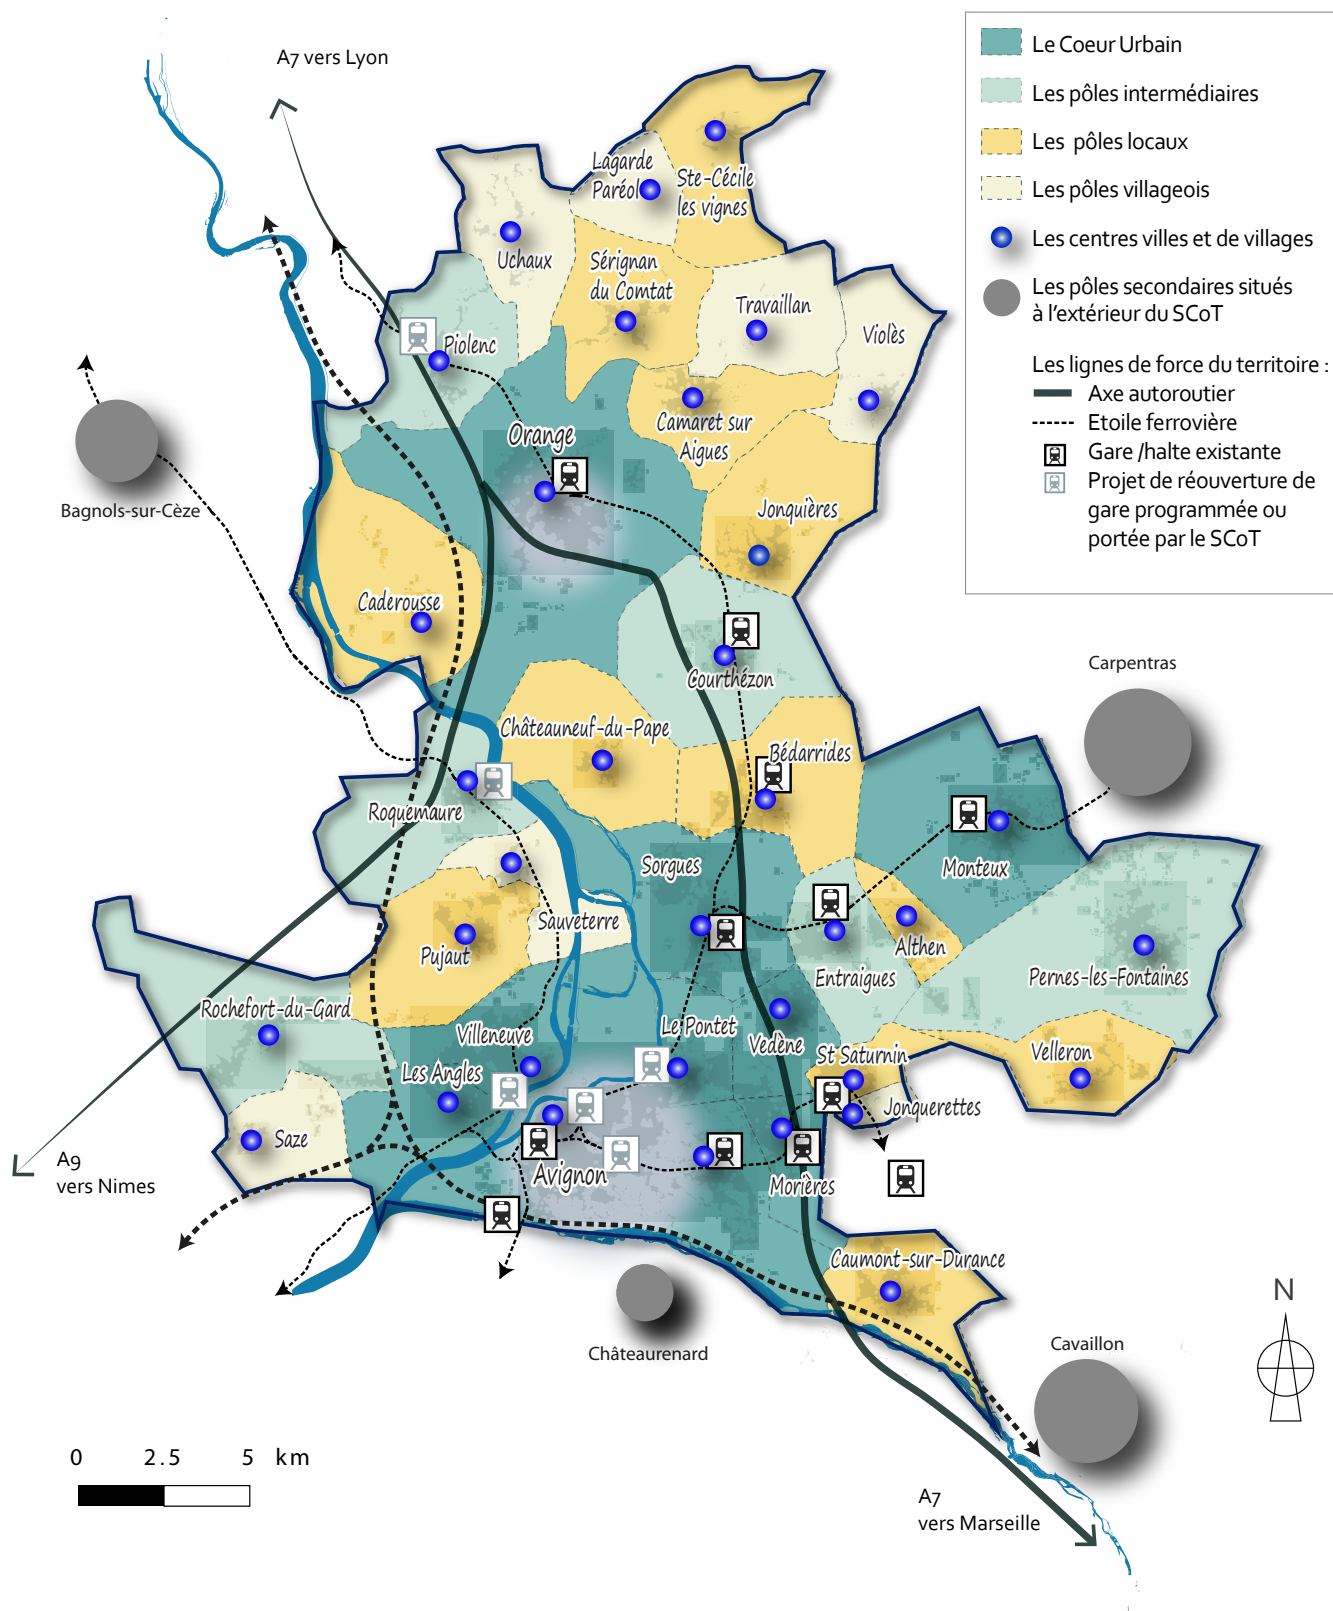 A7 vers Lyon
Le Coeur Urbain
Les pôles intermédiaires
Les pôles locaux
Les pôles villageois
Les centres villes et de villages
Les pôles secondaires situés
à l'extérieur du SCoT
Les lignes de force du territoire :
Axe autoroutier
Etoile ferrovière
Gare /halte existante
Projet de réouverture de
gare programmée ou
portée par le SCoT
Lagarde
Paréol
Ste-Cécile
les vignes
Uchaux
Sérignan
du Comtat
Travaillan
Violès
Piolenc
Camaret sur
Aigues
Orange
Jonquières
Bagnols-sur-Cèze
Caderousse
Courthézon
Carpentras
Châteauneuf-du-Pape
Bédarrides
Roquemaure
Monteux
Sorgues
Sauveterre
Pujaut
Althen
Entraigues
Pernes-les-Fontaines
Rochefort-du-Gard
Villeneuve
Le Pontet
Vedène
St Saturnin
Velleron
Les Angles
Jonquerettes
Saze
A9
vers Nimes
Avignon
Morières
Caumont-sur-Durance
Châteaurenard
Cavaillon
N
0 2.5 5 km
A7
vers Marseille